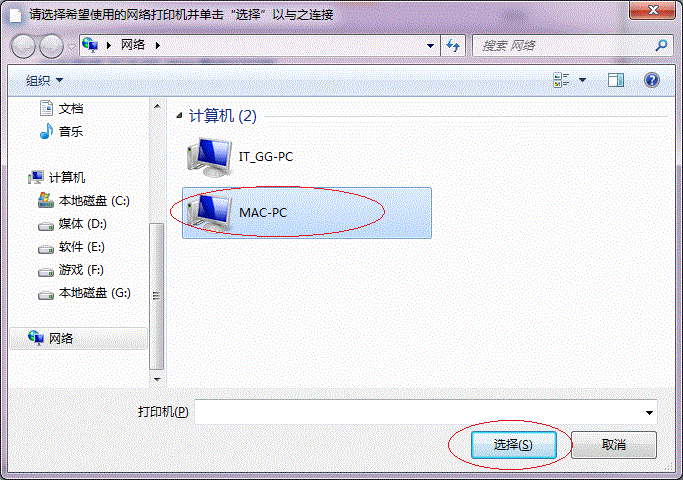 请选择希望使用的网络打印机并单击“选择”以与之连接
网络
搜索 网络
组织
文档
音乐
计算机
本地磁盘 (C:)
媒体 (D:)
软件 (E:)
游戏 (F:)
本地磁盘 (G:)
网络
计算机 (2)
IT_GG-PC
MAC-PC
打印机(P)
选择(S)
取消